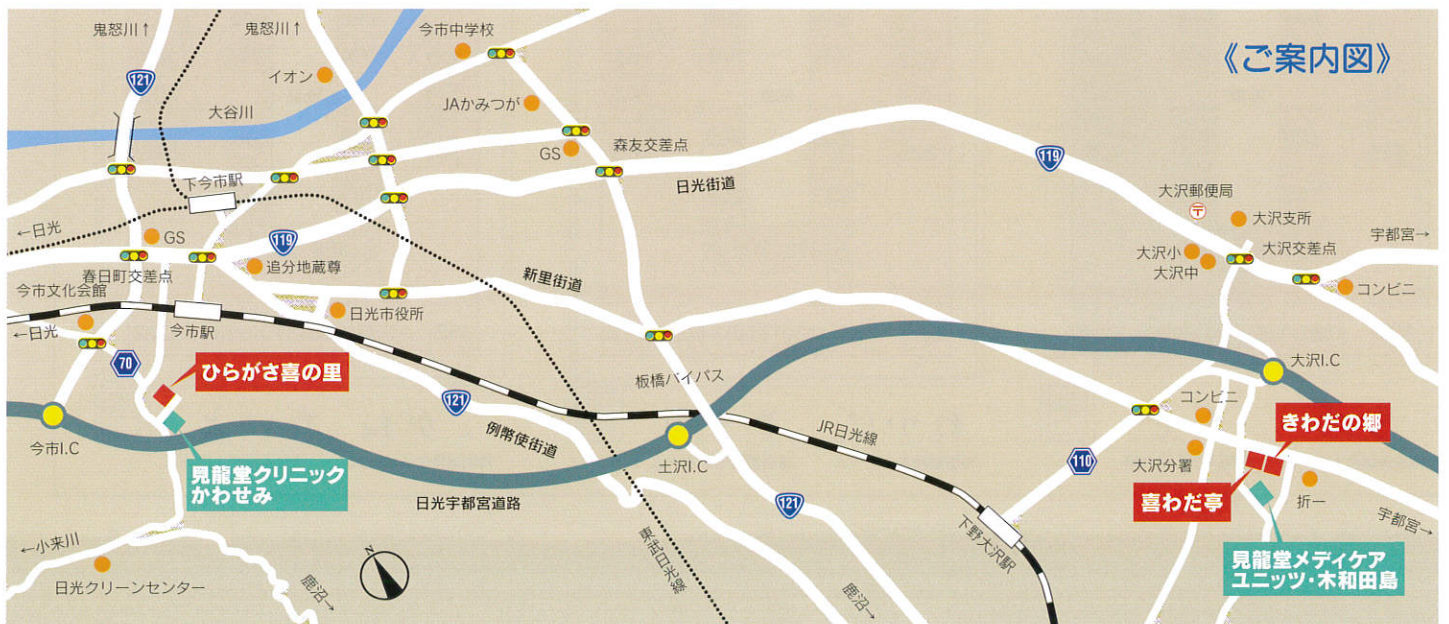 《ご案内図》
鬼怒川↑
鬼怒川↑
今市中学校
121
イオン
大谷川
JAかみつが
GS
森友交差点
119
下今市駅
日光街道
大沢郵便局
〒
大沢支所
←日光
GS
119
大沢小
大沢中
大沢交差点
宇都宮→
春日町交差点
追分地蔵尊
新里街道
コンビニ
今市文化会館
←日光
今市駅
日光市役所
70
ひらがさ喜の里
板橋バイパス
大沢I.C
121
コンビニ
きわだの郷
今市I.C
例幣使街道
土沢I.C
JR日光線
大沢分署
110
見龍堂クリニック
かわせみ
日光宇都宮道路
121
喜わだ亭
折一
宇都宮→
←小来川
東武日光線
下野大沢駅
見龍堂メディケア
ユニッツ・木和田島
日光クリーンセンター
鹿沼→
N
鹿沼→